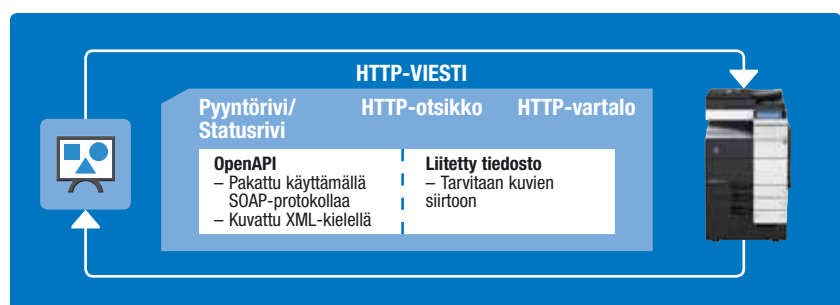 HTTP-VIESTI
Pyyntörivi/
Statusrivi
HTTP-otsikko
HTTP-vartalo
OpenAPI
– Pakattu käyttämällä
SOAP-protokollaa
– Kuvattu XML-kielellä
Liitetty tiedosto
– Tarvitaan kuvien
siirtoon